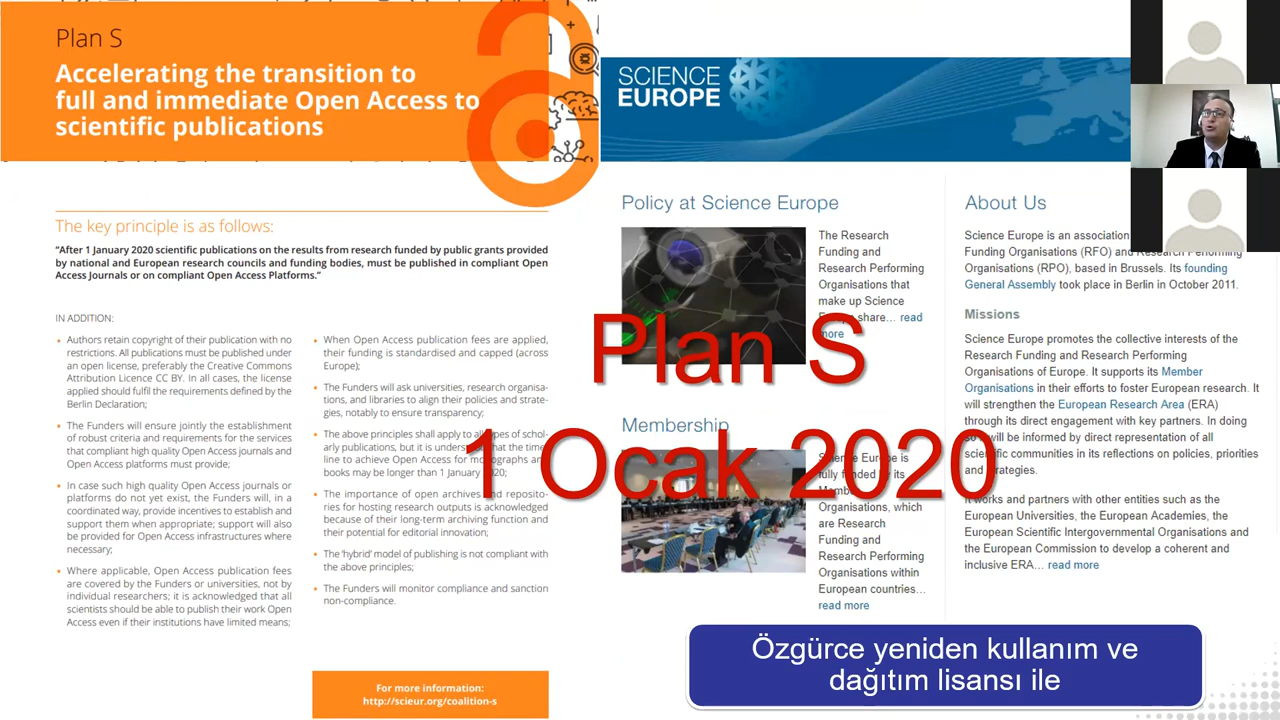 Plan S
Accelerating the transition to
full and immediate Open Access to
scientific publications
The key principle is as follows:
"After 1 January 2020 scientific publications on the results from research funded by public grants provided
by national and European research councils and funding bodies, must be published in compliant Open
Access Journals or on compliant Open Access Platforms."
IN ADDITION:
• Authors retain copyright of their publication with no
restrictions. All publications must be published under
an open license, preferably the Creative Commons
Attribution Licence CC BY. In all cases, the license
applied should fulfil the requirements defined by the
Berlin Declaration;
• The Funders will ensure jointly the establishment
of robust criteria and requirements for the services
that compliant high quality Open Access journals and
Open Access platforms must provide;
• In case such high quality Open Access journals or
platforms do not yet exist, the Funders will, in a
coordinated way, provide incentives to establish and
support them when appropriate; support will also
be provided for Open Access infrastructures where
necessary;
• Where applicable, Open Access publication fees
are covered by the Funders or universities, not by
individual researchers; it is acknowledged that all
scientists should be able to publish their work Open
Access even if their institutions have limited means;
• When Open Access publication fees are applied,
their funding is standardised and capped (across
Europe);
• The Funders will ask universities, research organisa-
tions, and libraries to align their policies and strate-
gies, notably to ensure transparency;
• The above principles shall apply to all types of schol-
arly publications, but it is understood that the time-
line to achieve Open Access for monographs and
books may be longer than 1 January 2020;
• The importance of open archives and reposito-
ries for hosting research outputs is acknowledged
because of their long-term archiving function and
their potential for editorial innovation;
• The 'hybrid' model of publishing is not compliant with
the above principles;
• The Funders will monitor compliance and sanction
non-compliance.
For more information:
http://scieur.org/coalition-s
SCIENCE
EUROPE
Policy at Science Europe
The Research
Funding and
Research Performing
Organisations that
make up Science
Europe share... read
more
Membership
Science Europe is
fully funded by its
Member
Organisations, which
are Research
Funding and
Research Performing
Organisations within
European countries...
read more
About Us
Science Europe is an association
Funding Organisations (RFO) and Research Performing
Organisations (RPO), based in Brussels. Its founding
General Assembly took place in Berlin in October 2011.
Missions
Science Europe promotes the collective interests of the
Research Funding and Research Performing
Organisations of Europe. It supports its Member
Organisations in their efforts to foster European research. It
will strengthen the European Research Area (ERA)
through its direct engagement with key partners. In doing
so it will be informed by direct representation of all
scientific communities in its reflections on policies, priorities
and strategies.
It works and partners with other entities such as the
European Universities, the European Academies, the
European Scientific Intergovernmental Organisations and
the European Commission to develop a coherent and
inclusive ERA... read more
Plan S
1 Ocak 2020
Özgürce yeniden kullanım ve
dağıtım lisansı ile